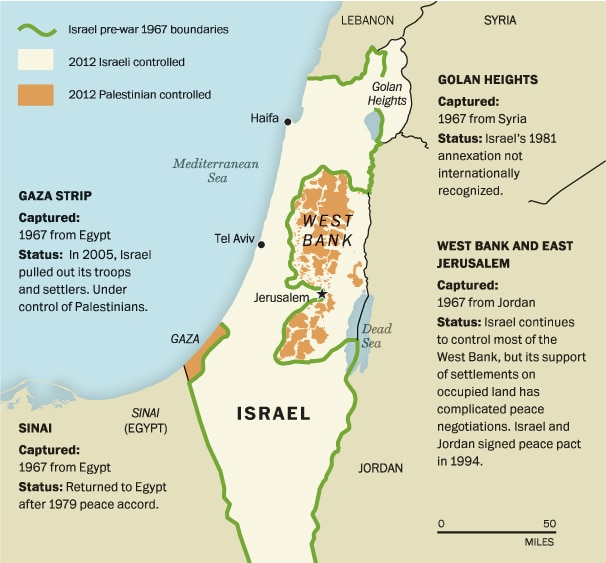 Israel pre-war 1967 boundaries
2012 Israeli controlled
2012 Palestinian controlled
LEBANON
SYRIA
Golan
Heights
GOLAN HEIGHTS
Captured:
1967 from Syria
Status: Israel's 1981
annexation not
internationally
recognized.
Haifa
Mediterranean
Sea
GAZA STRIP
Captured:
1967 from Egypt
Status: In 2005, Israel
pulled out its troops
and settlers. Under
control of Palestinians.
WEST
BANK
Tel Aviv
Jerusalem
WEST BANK AND EAST
JERUSALEM
Captured:
1967 from Jordan
Status: Israel continues
to control most of the
West Bank, but its support
of settlements on
occupied land has
complicated peace
negotiations. Israel and
Jordan signed peace pact
in 1994.
Dead
Sea
GAZA
ISRAEL
SINAI
(EGYPT)
SINAI
Captured:
1967 from Egypt
Status: Returned to Egypt
after 1979 peace accord.
JORDAN
0 50
MILES